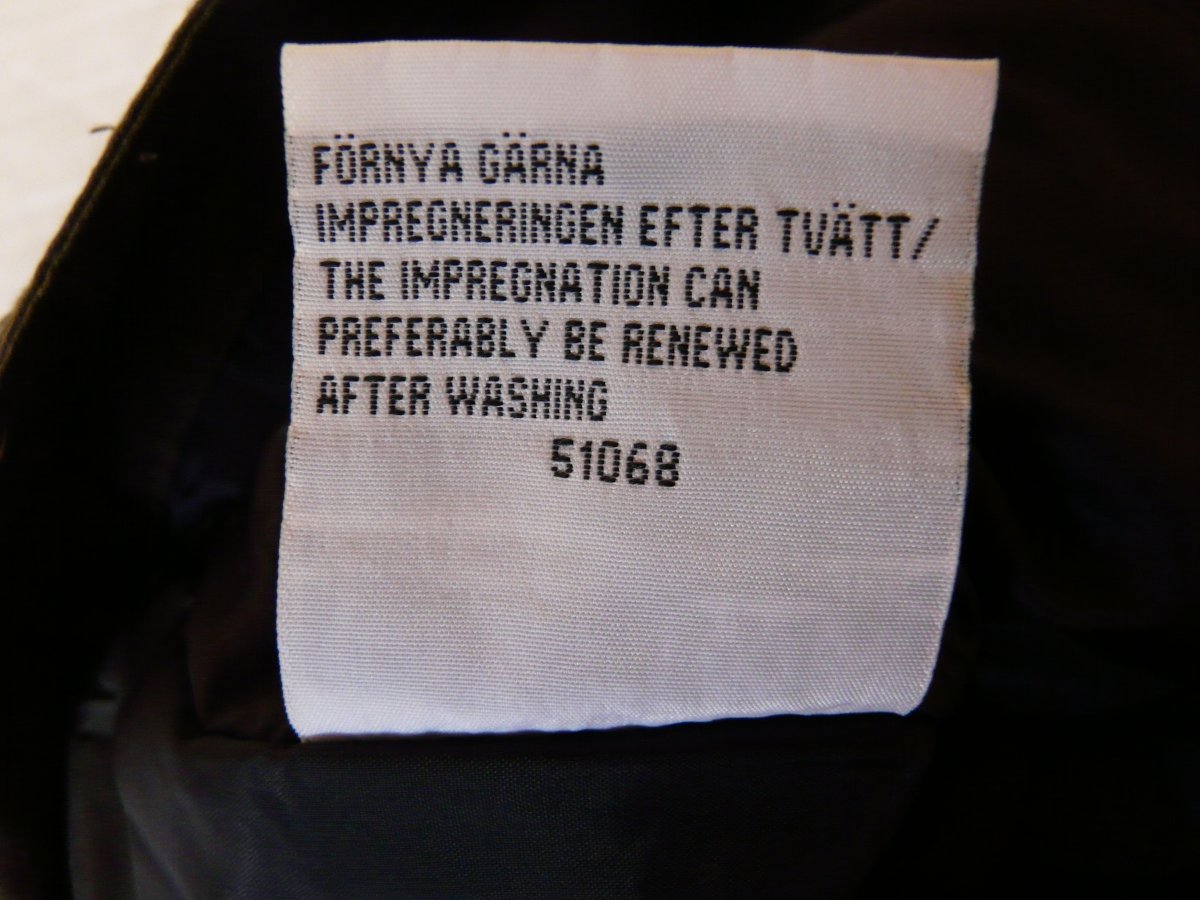 FÖRNYA GÄRNA
IMPREGNERINGEN EFTER TVÄTT/
THE IMPREGNATION CAN
PREFERABLY BE RENEWED
AFTER WASHING
51068